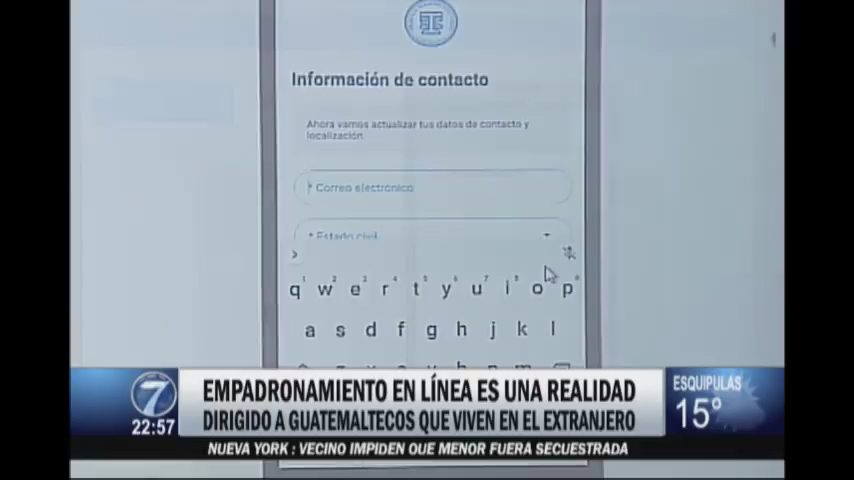 Información de contacto
Ahora vamos actualizar tus datos de contacto y
localización
* Correo electrónico
* Estado civil
q w e r t y u i o p
a s d f g h j k l
7
22:57
EMPADRONAMIENTO EN LÍNEA ES UNA REALIDAD
DIRIGIDO A GUATEMALTECOS QUE VIVEN EN EL EXTRANJERO
ESQUIPULAS
15°
NUEVA YORK : VECINO IMPIDEN QUE MENOR FUERA SECUESTRADA